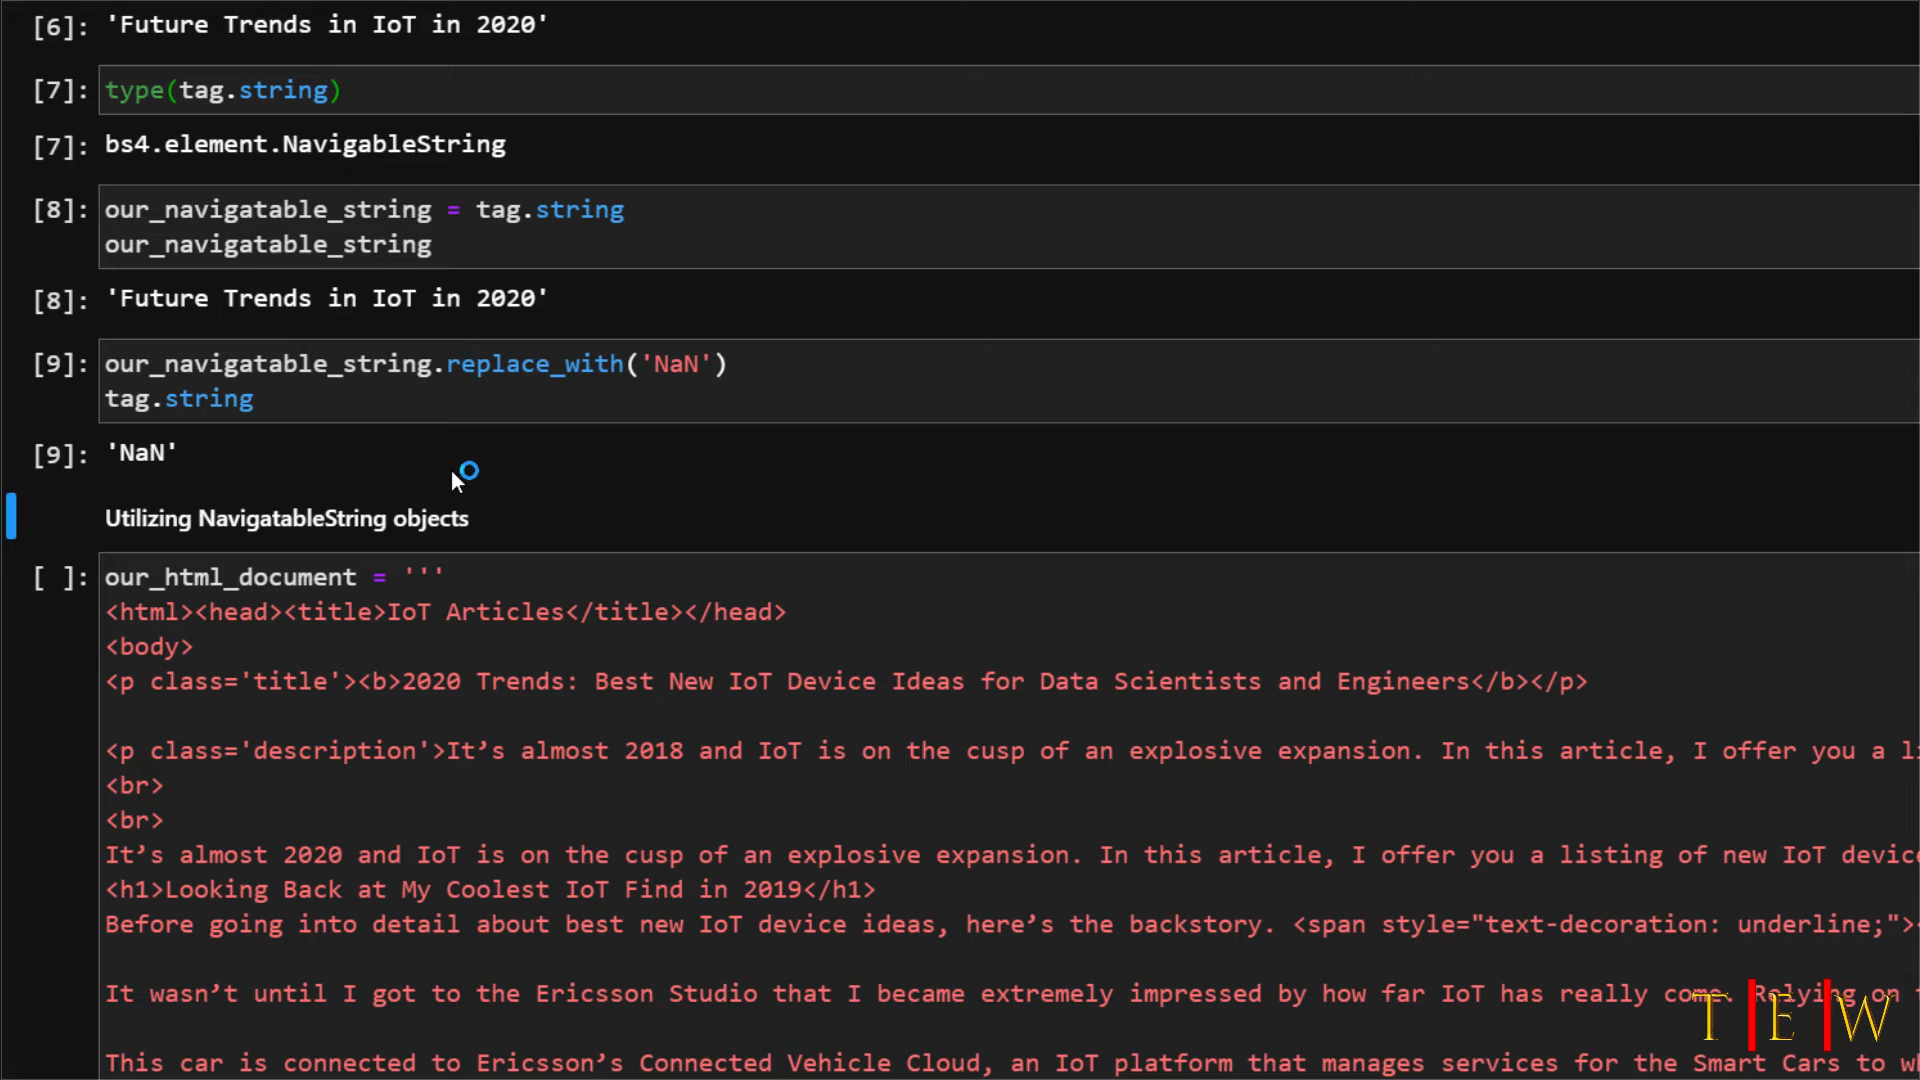 [6]: 'Future Trends in IoT in 2020'
[7]: type(tag.string)
[7]: bs4.element.NavigableString
[8]: our_navigatable_string = tag.string
our_navigatable_string
[8]: 'Future Trends in IoT in 2020'
[9]: our_navigatable_string.replace_with('NaN')
tag.string
[9]: 'NaN'
Utilizing NavigatableString objects
[ ]: our_html_document = '''
<html><head><title>IoT Articles</title></head>
<body>
<p class='title'><b>2020 Trends: Best New IoT Device Ideas for Data Scientists and Engineers</b></p>
<p class='description'>It’s almost 2018 and IoT is on the cusp of an explosive expansion. In this article, I offer you a li
<br>
<br>
It’s almost 2020 and IoT is on the cusp of an explosive expansion. In this article, I offer you a listing of new IoT device
<h1>Looking Back at My Coolest IoT Find in 2019</h1>
Before going into detail about best new IoT device ideas, here’s the backstory. <span style="text-decoration: underline;"><
It wasn’t until I got to the Ericsson Studio that I became extremely impressed by how far IoT has really come. Relying on t
This car is connected to Ericsson’s Connected Vehicle Cloud, an IoT platform that manages services for the Smart Cars to wh
T|E|W